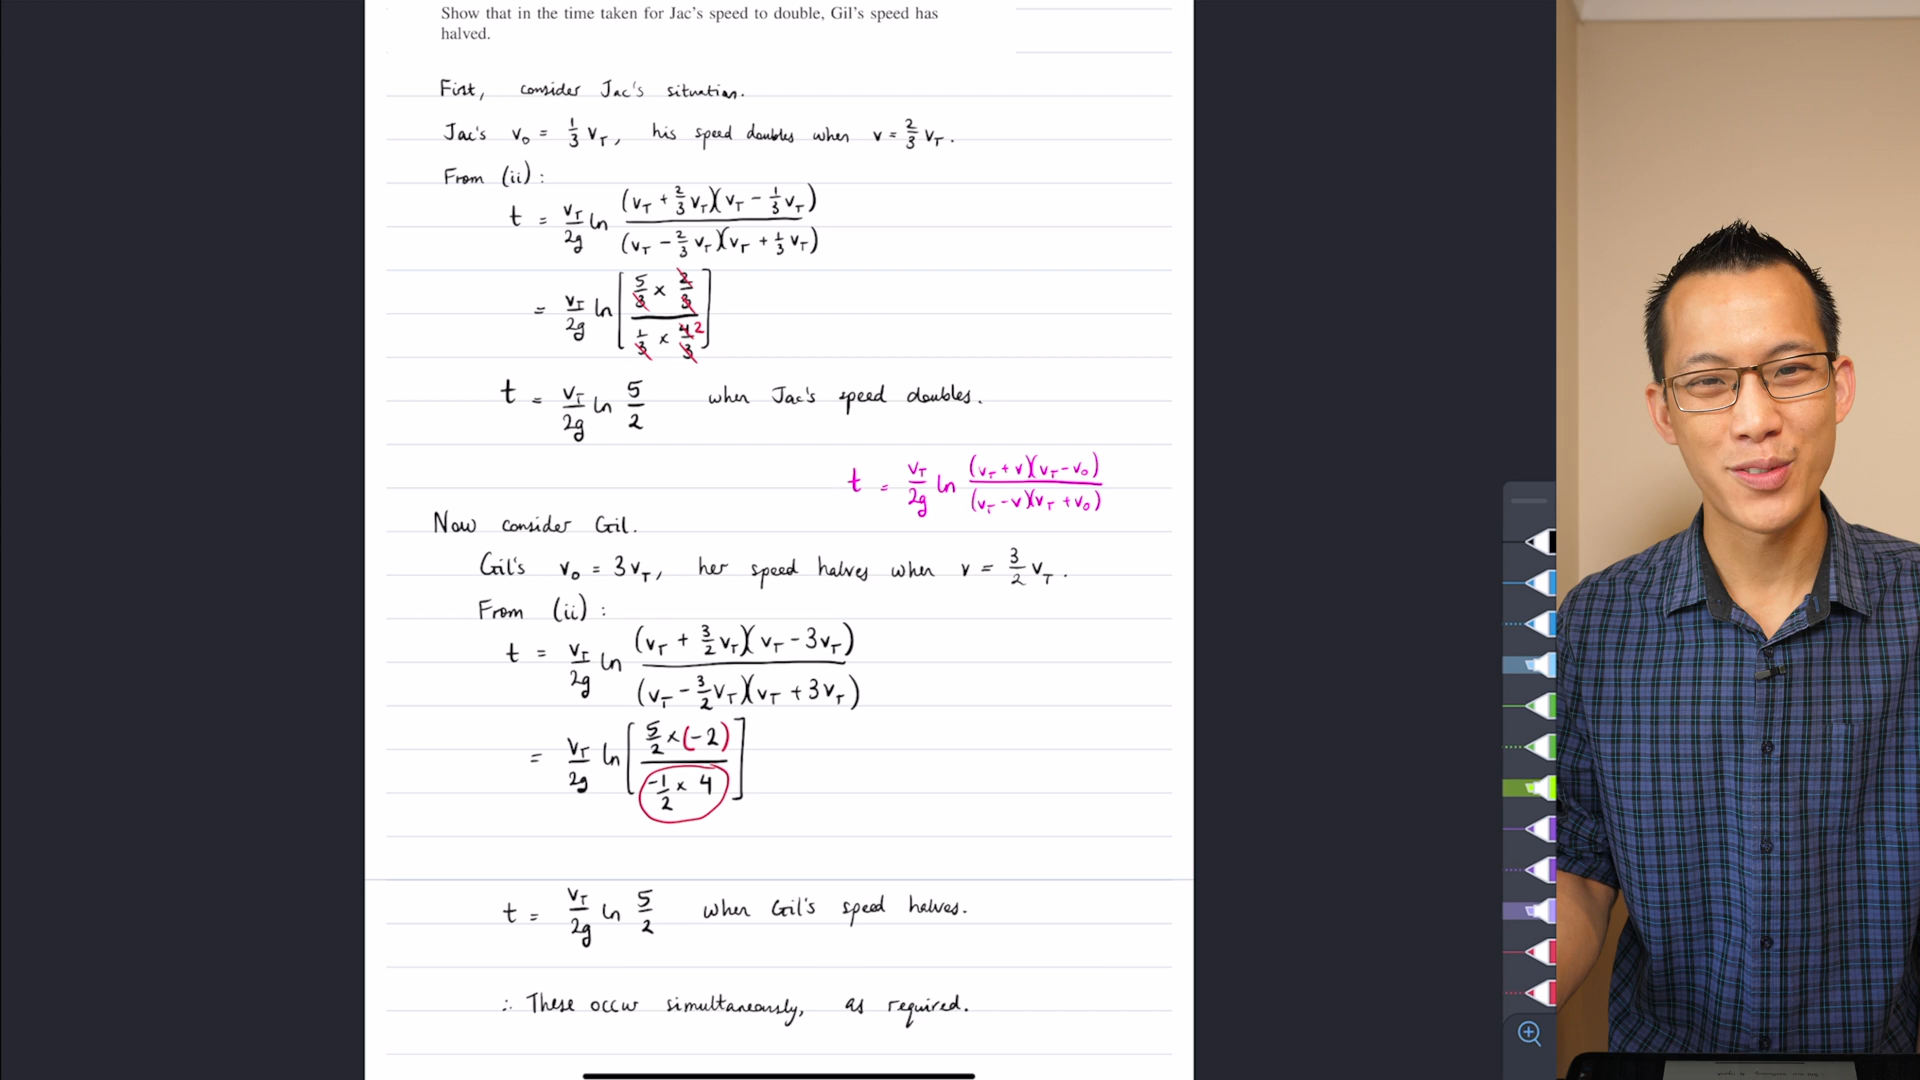 Show that in the time taken for Jac's speed to double, Gil's speed has
halved.
First, consider Jac's situation.
Jac's v₀ = 1/3 v_T, his speed doubles when v = 2/3 v_T.
From (ii):
t = v_T/2g ln (v_T + 2/3 v_T)(v_T - 1/3 v_T) / (v_T - 2/3 v_T)(v_T + 1/3 v_T)
= v_T/2g ln [ 5/3 × 2/3 / 1/3 × 4/3 ] 2
t = v_T/2g ln 5/2 when Jac's speed doubles.
t = v_T/2g ln (v_T + v)(v_T - v₀) / (v_T - v)(v_T + v₀)
Now consider Gil.
Gil's v₀ = 3v_T, her speed halves when v = 3/2 v_T.
From (ii):
t = v_T/2g ln (v_T + 3/2 v_T)(v_T - 3v_T) / (v_T - 3/2 v_T)(v_T + 3v_T)
= v_T/2g ln [ 5/2 × (-2) / -1/2 × 4 ]
t = v_T/2g ln 5/2 when Gil's speed halves.
∴ These occur simultaneously, as required.